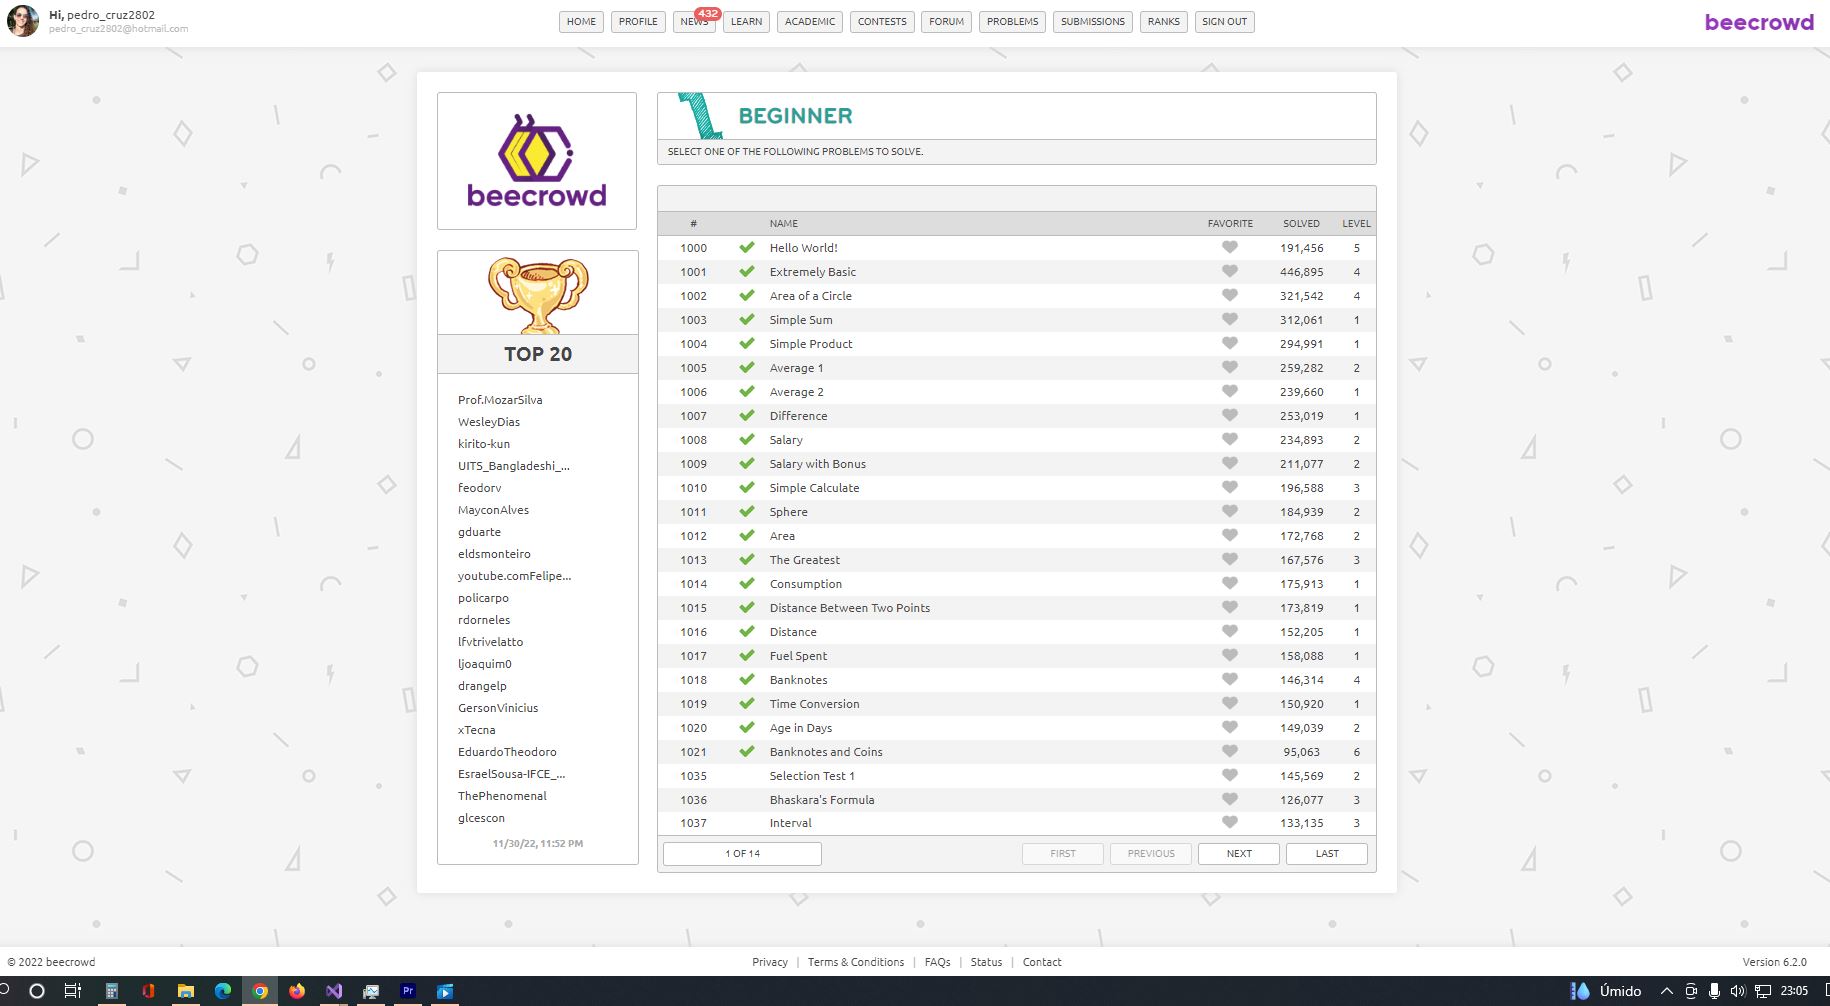 Hi, pedro_cruz2802
pedro_cruz2802@hotmail.com
HOME PROFILE NEWS 432 LEARN ACADEMIC CONTESTS FORUM PROBLEMS SUBMISSIONS RANKS SIGN OUT
beecrowd
beecrowd
TOP 20
Prof.MozarSilva
WesleyDias
kirito-kun
UITS_Bangladeshi_...
feodorv
MayconAlves
gduarte
eldsmonteiro
youtube.comFelipe...
policarpo
rdorneles
lfvtrivelatto
ljoaquim0
drangelp
GersonVinicius
xTecna
EduardoTheodoro
EsraelSousa-IFCE_...
ThePhenomenal
glcescon
11/30/22, 11:52 PM
BEGINNER
SELECT ONE OF THE FOLLOWING PROBLEMS TO SOLVE.
# NAME FAVORITE SOLVED LEVEL
1000 Hello World! 191,456 5
1001 Extremely Basic 446,895 4
1002 Area of a Circle 321,542 4
1003 Simple Sum 312,061 1
1004 Simple Product 294,991 1
1005 Average 1 259,282 2
1006 Average 2 239,660 1
1007 Difference 253,019 1
1008 Salary 234,893 2
1009 Salary with Bonus 211,077 2
1010 Simple Calculate 196,588 3
1011 Sphere 184,939 2
1012 Area 172,768 2
1013 The Greatest 167,576 3
1014 Consumption 175,913 1
1015 Distance Between Two Points 173,819 1
1016 Distance 152,205 1
1017 Fuel Spent 158,088 1
1018 Banknotes 146,314 4
1019 Time Conversion 150,920 1
1020 Age in Days 149,039 2
1021 Banknotes and Coins 95,063 6
1035 Selection Test 1 145,569 2
1036 Bhaskara's Formula 126,077 3
1037 Interval 133,135 3
1 OF 14 FIRST PREVIOUS NEXT LAST
© 2022 beecrowd Privacy | Terms & Conditions | FAQs | Status | Contact Version 6.2.0
Pr Úmido 23:05